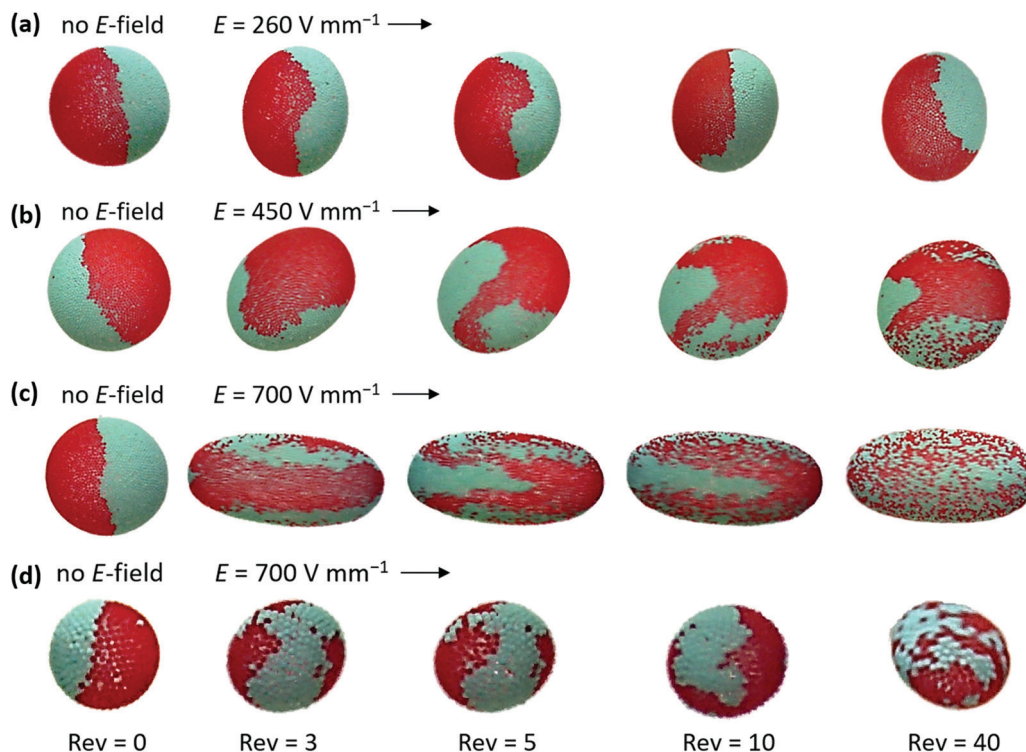 (a) no E-field E = 260 V mm⁻¹ →
(b) no E-field E = 450 V mm⁻¹ →
(c) no E-field E = 700 V mm⁻¹ →
(d) no E-field E = 700 V mm⁻¹ →
Rev = 0 Rev = 3 Rev = 5 Rev = 10 Rev = 40